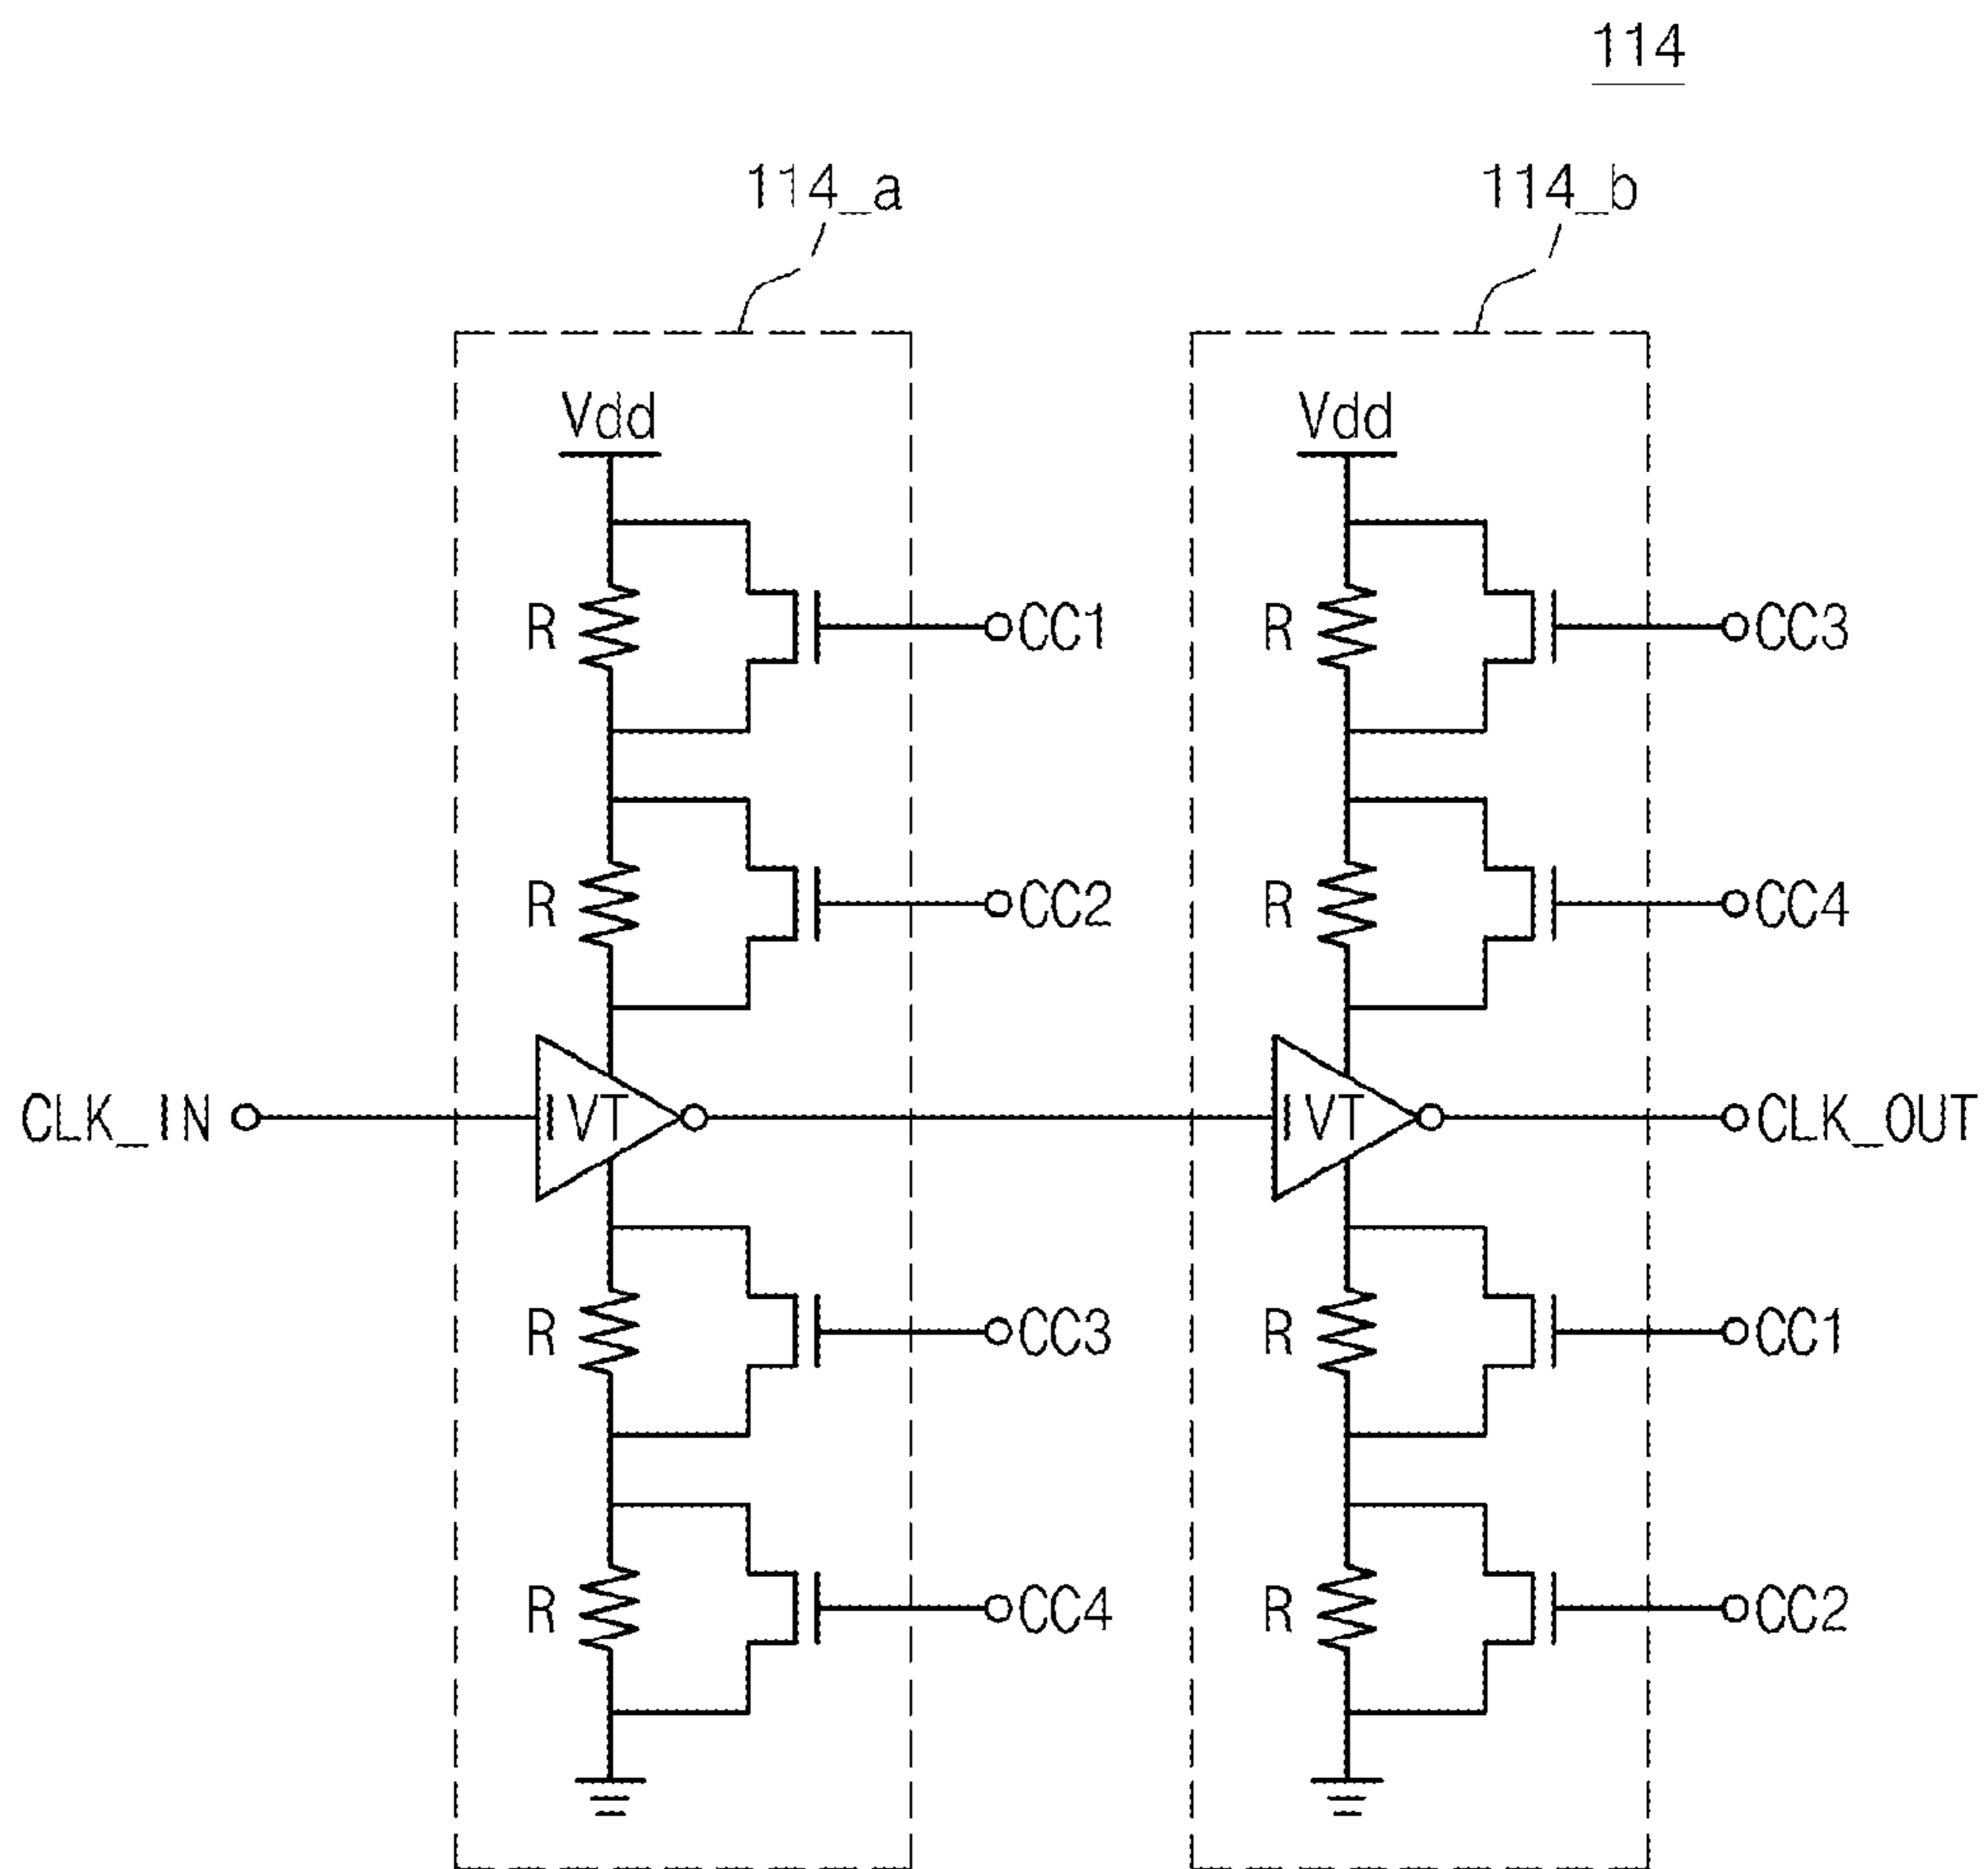 114
114_a 114_b
Vdd Vdd
R CC1 R CC3
R CC2 R CC4
CLK_IN IVT IVT CLK_OUT
R CC3 R CC1
R CC4 R CC2